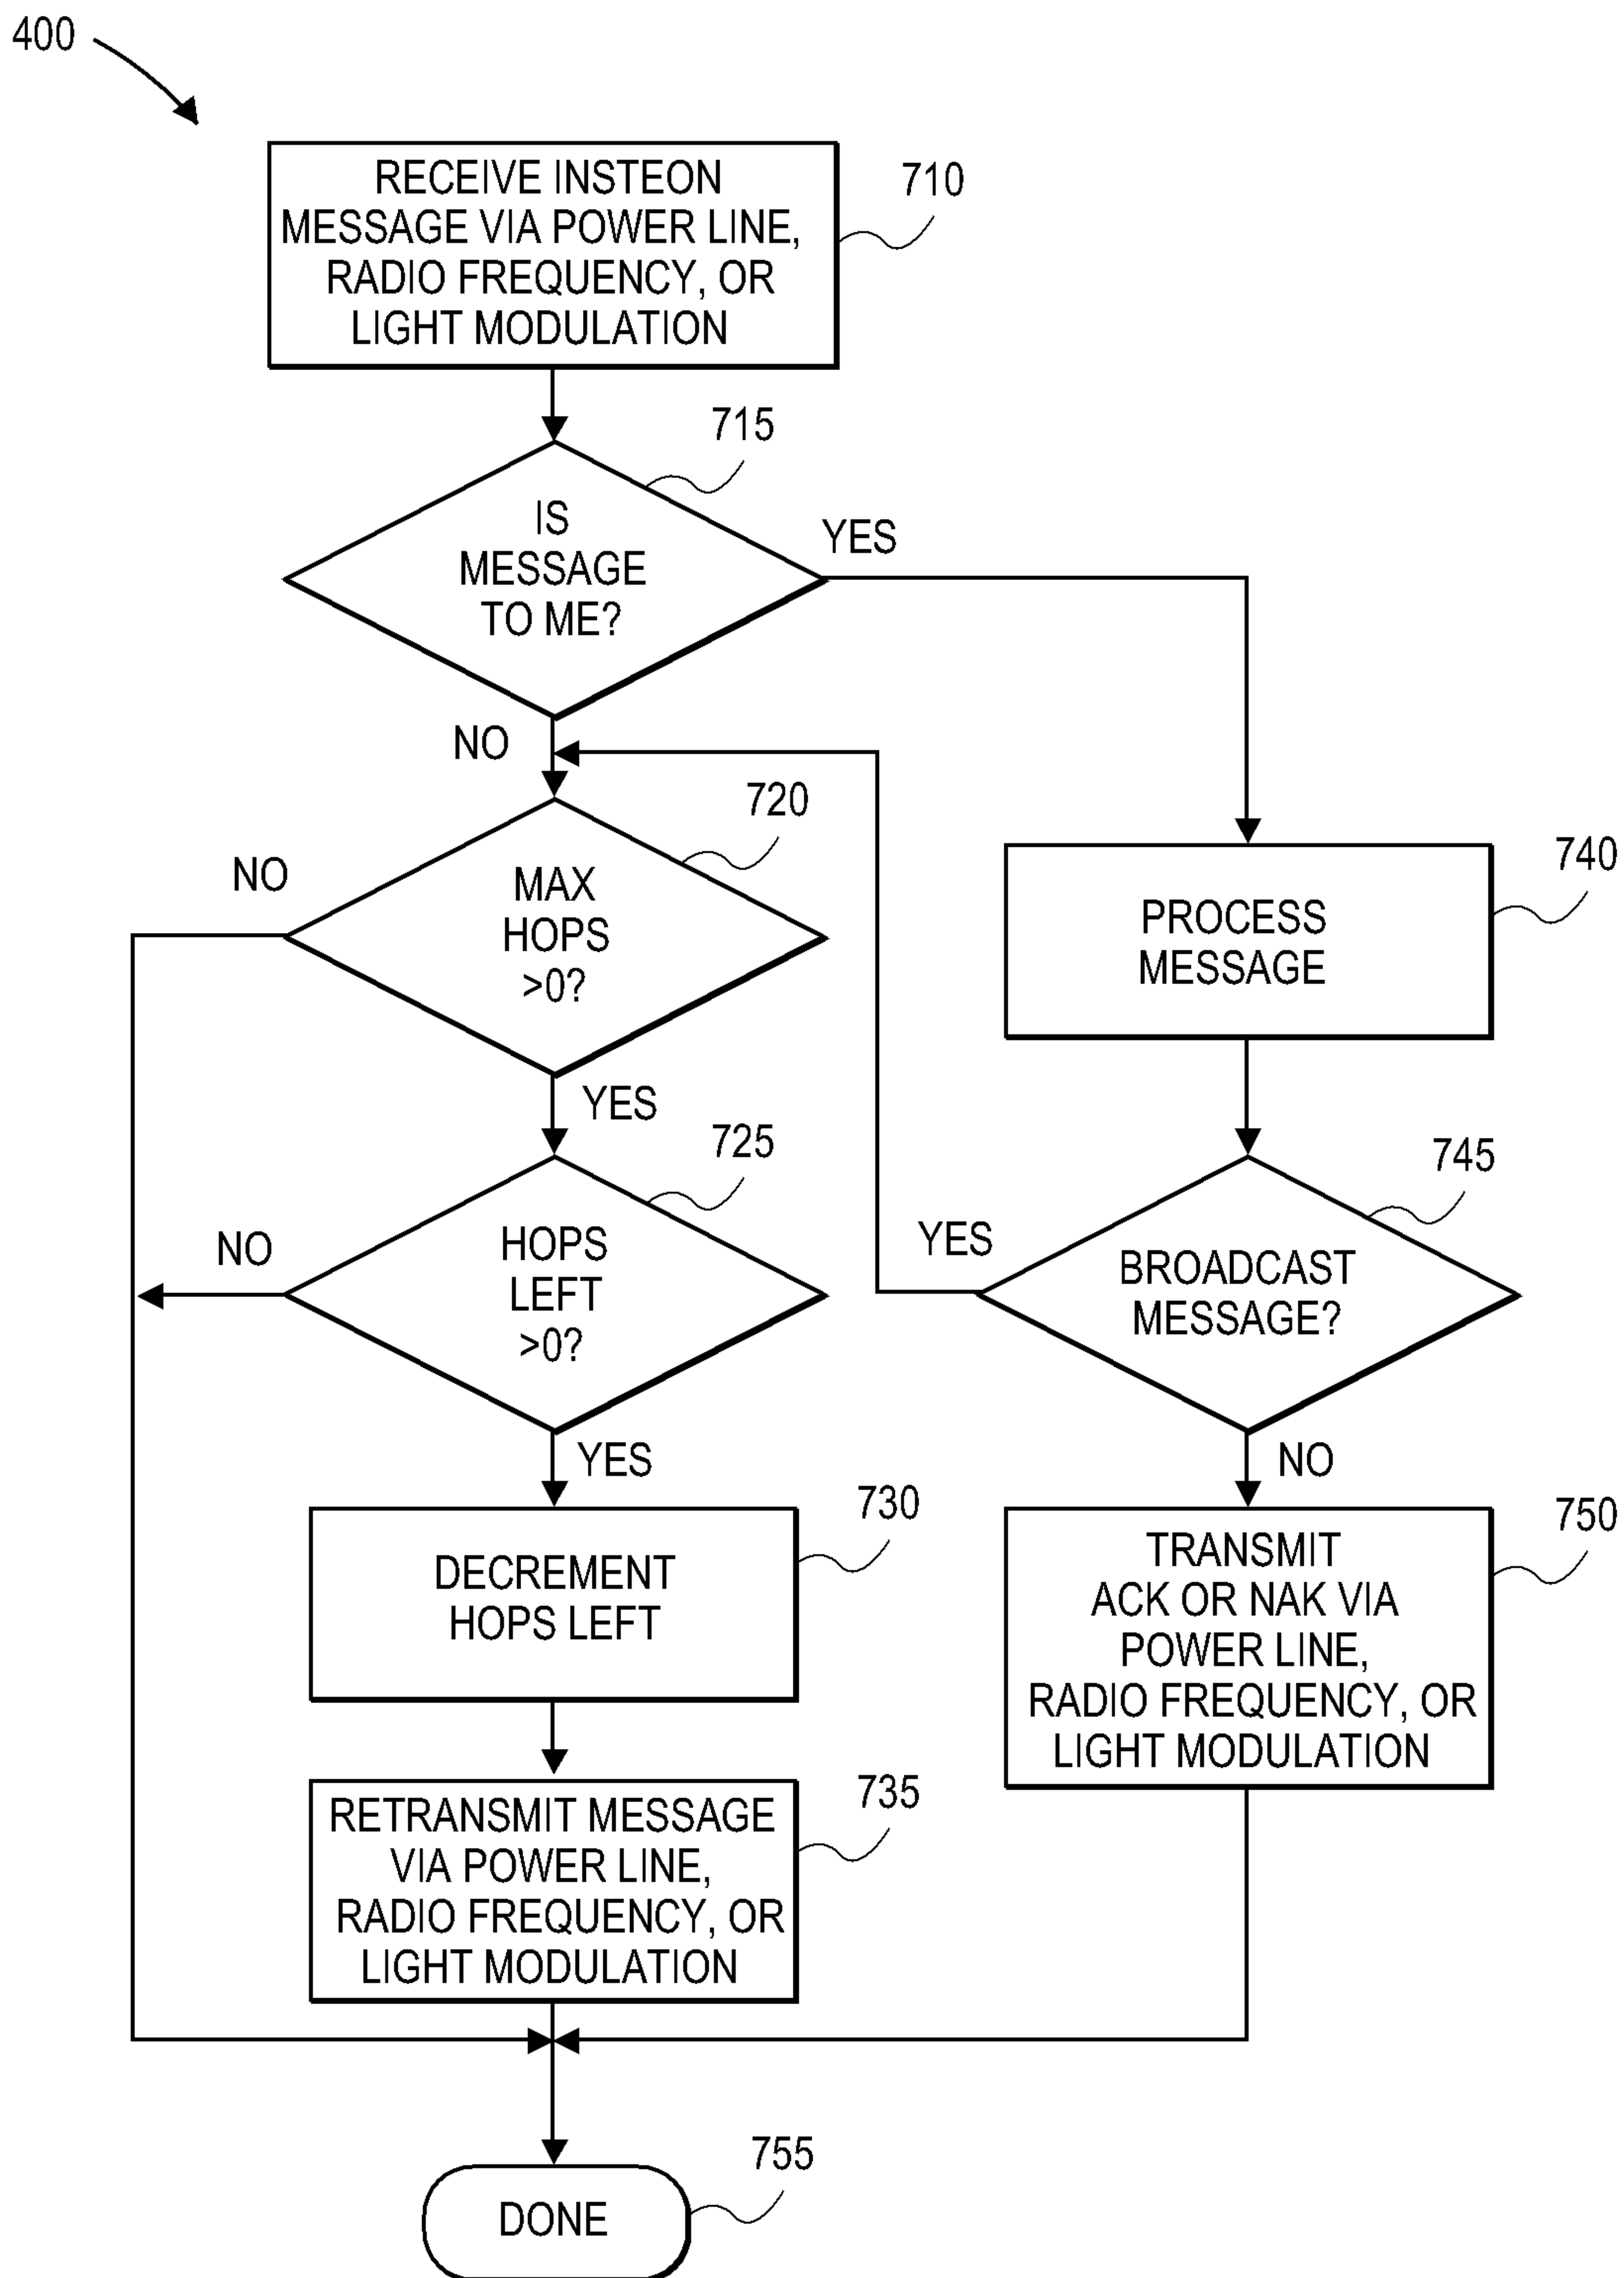 400
RECEIVE INSTEON
MESSAGE VIA POWER LINE,
RADIO FREQUENCY, OR
LIGHT MODULATION
710
715
IS
MESSAGE
TO ME?
YES
NO
720
MAX
HOPS
>0?
NO
YES
740
PROCESS
MESSAGE
725
HOPS
LEFT
>0?
NO
YES
745
BROADCAST
MESSAGE?
YES
NO
730
DECREMENT
HOPS LEFT
750
TRANSMIT
ACK OR NAK VIA
POWER LINE,
RADIO FREQUENCY, OR
LIGHT MODULATION
735
RETRANSMIT MESSAGE
VIA POWER LINE,
RADIO FREQUENCY, OR
LIGHT MODULATION
755
DONE